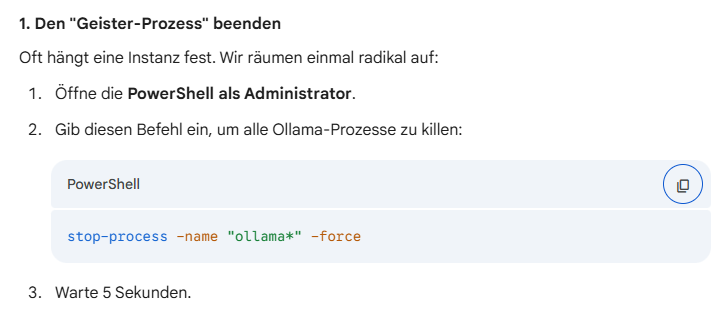 1. Den "Geister-Prozess" beenden
Oft hängt eine Instanz fest. Wir räumen einmal radikal auf:
1. Öffne die PowerShell als Administrator.
2. Gib diesen Befehl ein, um alle Ollama-Prozesse zu killen:
PowerShell
stop-process -name "ollama*" -force
3. Warte 5 Sekunden.